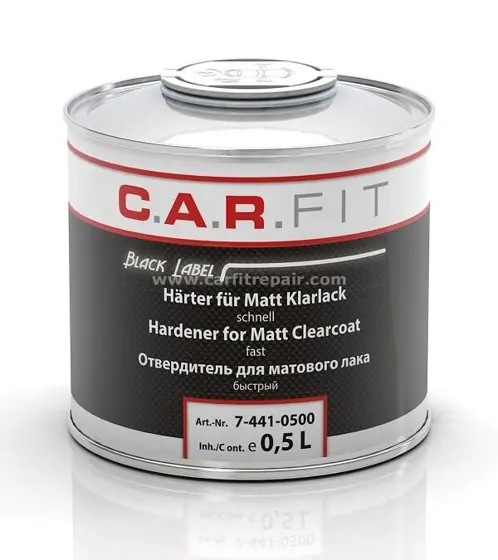 C.A.R.FIT
BLACK LABEL
www.carfitrepair.com
Härter für Matt Klarlack
schnell
Hardener for Matt Clearcoat
fast
Отвердитель для матового лака
быстрый
Art.-Nr. 7-441-0500
Inh./C ont. e 0,5 L